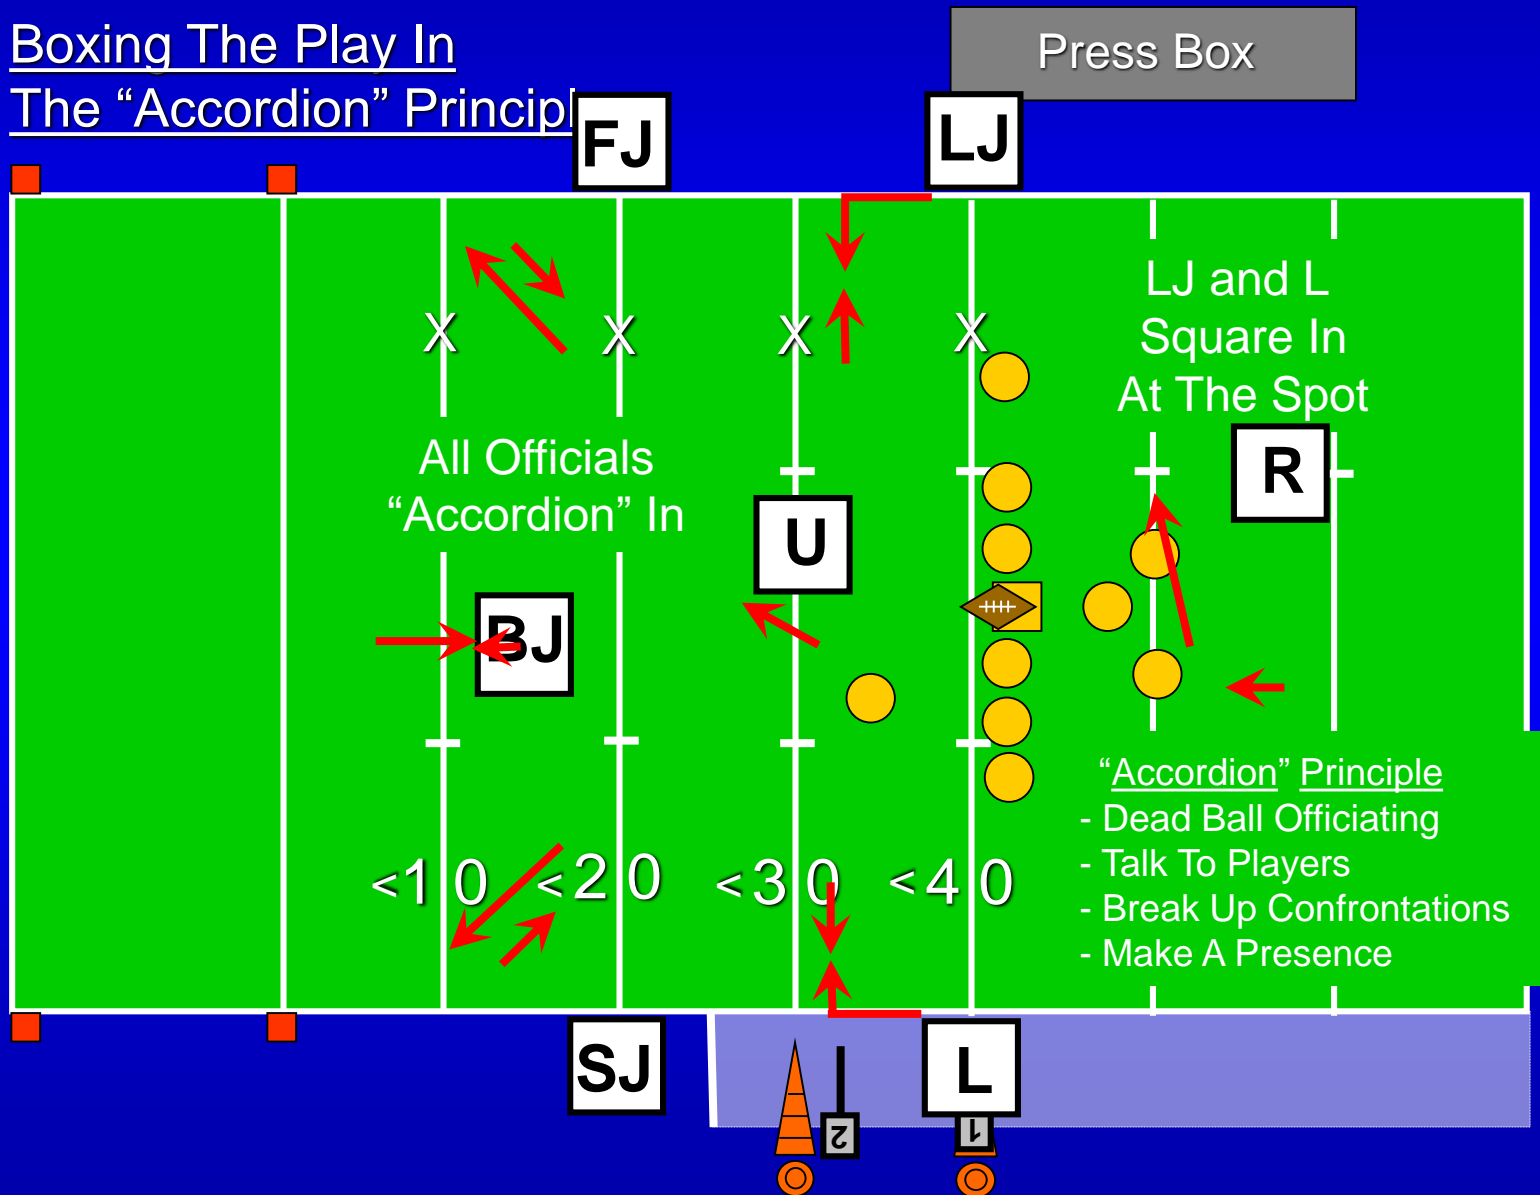 Boxing The Play In
The “Accordion” Principl
Press Box
FJ
LJ
LJ and L
Square In
At The Spot
X
X
X
X
All Officials
“Accordion” In
R
U
BJ
“Accordion” Principle
- Dead Ball Officiating
- Talk To Players
- Break Up Confrontations
- Make A Presence
<1 0
<2 0
<3 0
<4 0
SJ
L
2
1